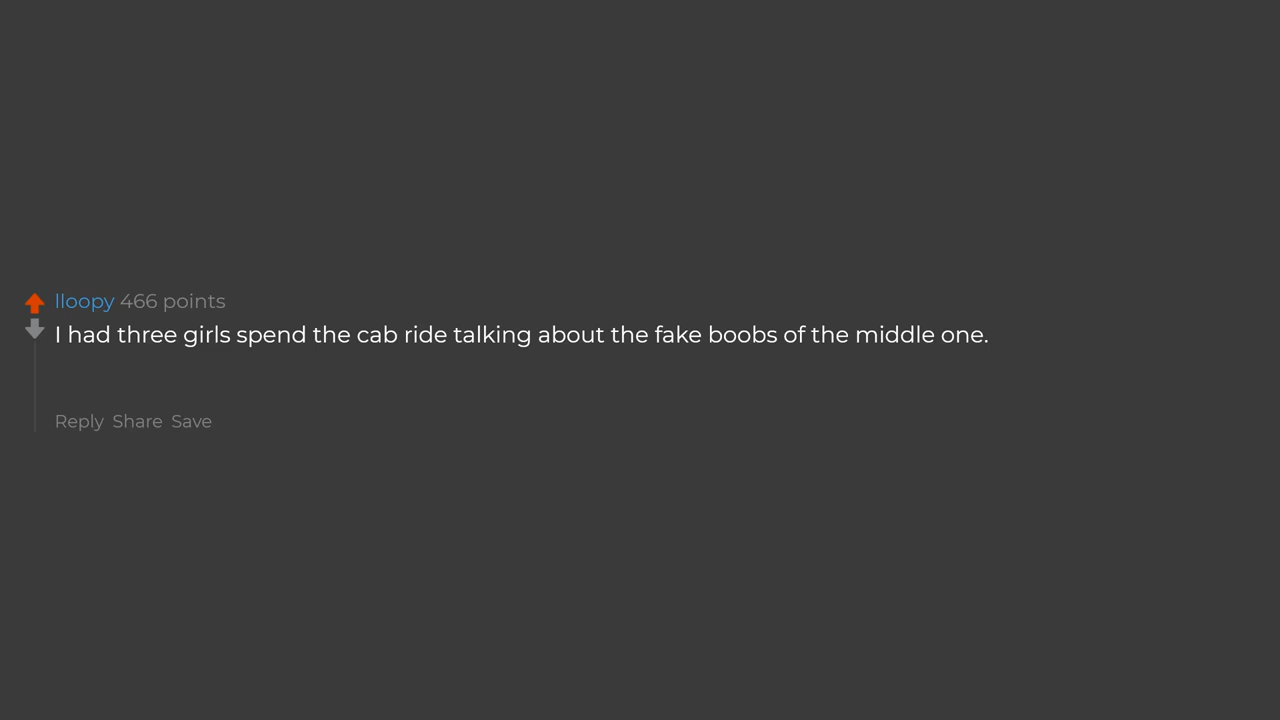 lloopy 466 points
I had three girls spend the cab ride talking about the fake boobs of the middle one.
Reply Share Save